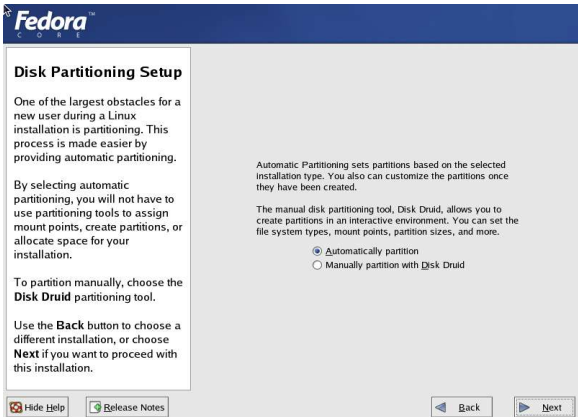 Fedora™
CORE
Disk Partitioning Setup
One of the largest obstacles for a
new user during a Linux
installation is partitioning. This
process is made easier by
providing automatic partitioning.
By selecting automatic
partitioning, you will not have to
use partitioning tools to assign
mount points, create partitions, or
allocate space for your
installation.
To partition manually, choose the
Disk Druid partitioning tool.
Use the Back button to choose a
different installation, or choose
Next if you want to proceed with
this installation.
Automatic Partitioning sets partitions based on the selected
installation type. You also can customize the partitions once
they have been created.
The manual disk partitioning tool, Disk Druid, allows you to
create partitions in an interactive environment. You can set the
file system types, mount points, partition sizes, and more.
Automatically partition
Manually partition with Disk Druid
Hide Help
Release Notes
Back
Next